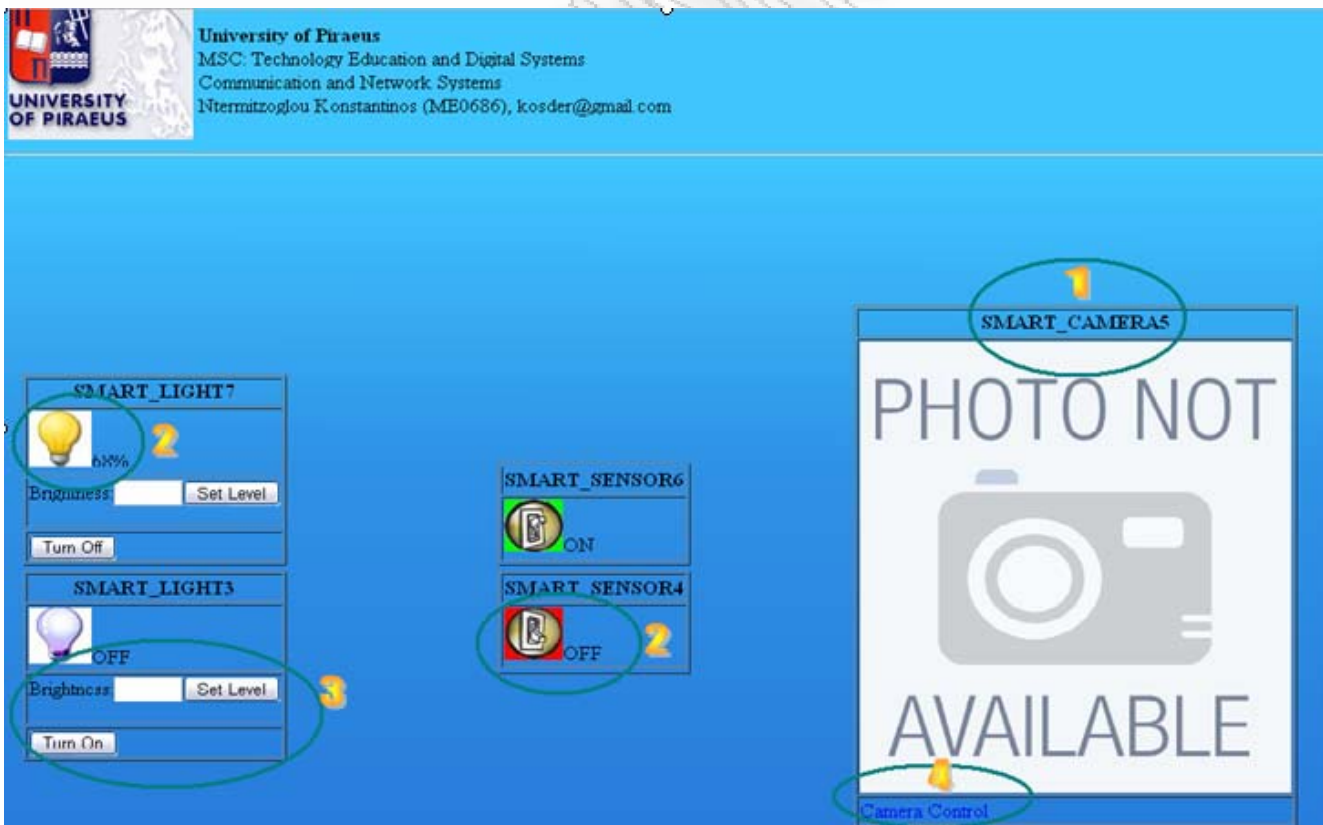 University of Piraeus
MSC: Technology Education and Digital Systems
Communication and Network Systems
Ntermitzoglou Konstantinos (ME0686), kosder@gmail.com
UNIVERSITY
OF PIRAEUS
1
SMART_CAMERA5
PHOTO NOT
AVAILABLE
4
Camera Control
SMART_LIGHT7
2
68%
Brightness: Set Level
Turn Off
SMART_LIGHT3
OFF
Brightness: Set Level
3
Turn On
SMART_SENSOR6
ON
SMART_SENSOR4
OFF
2